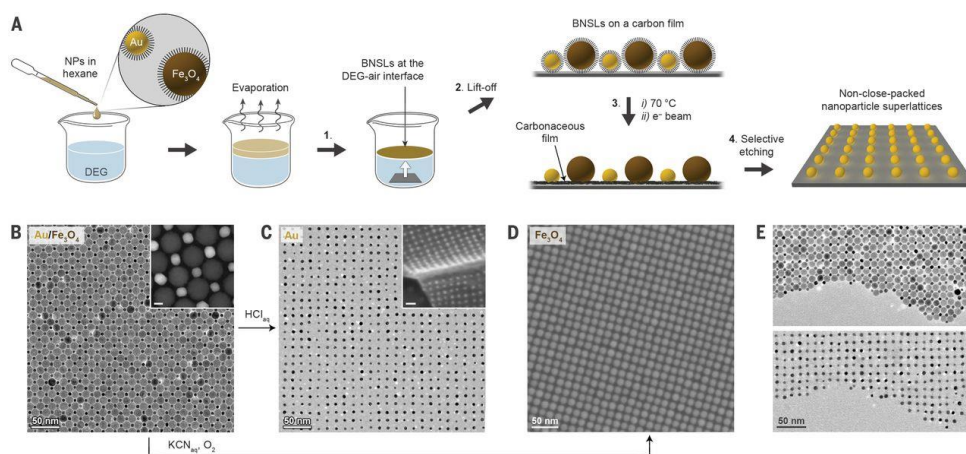 A
Au
Fe3O4
NPs in
hexane
DEG
Evaporation
1.
BNSLs at the
DEG-air interface
2. Lift-off
BNSLs on a carbon film
3.
i) 70 °C
ii) e- beam
Carbonaceous
film
4. Selective
etching
Non-close-packed
nanoparticle superlattices
B
Au/Fe3O4
50 nm
HClaq
C
Au
50 nm
D
Fe3O4
50 nm
E
50 nm
KCNaq, O2